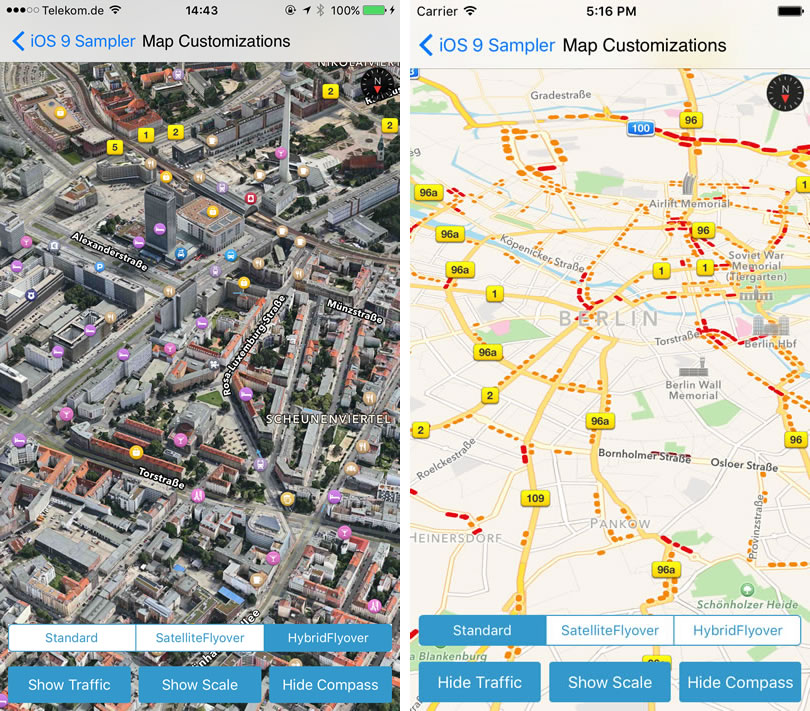 Telekom.de 14:43 100%
iOS 9 Sampler Map Customizations
N
2
1
2
2
5
Alexanderstraße
Münzstraße
Rosa-Luxemburg-Straße
SCHEUNENVIERTEL
Torstraße
P
Standard SatelliteFlyover HybridFlyover
Show Traffic Show Scale Hide Compass
Carrier 5:16 PM
iOS 9 Sampler Map Customizations
N
Gradestraße
100
96
96a
1
Airlift Memorial
96a
96
Köpenicker Straße
Soviet War
Memorial
(Tiergarten)
96a
1
1
1
BERLIN
Torstraße
Berlin Hbf
96a
Berlin Wall
Memorial
2
2
96a
96
Bornholmer Straße
Osloer Straße
Roelckestraße
109
PANKOW
HEINERSDORF
Provinzstraße
96a
Schönholzer Heide
Blankenburg
Standard SatelliteFlyover HybridFlyover
Hide Traffic Show Scale Hide Compass